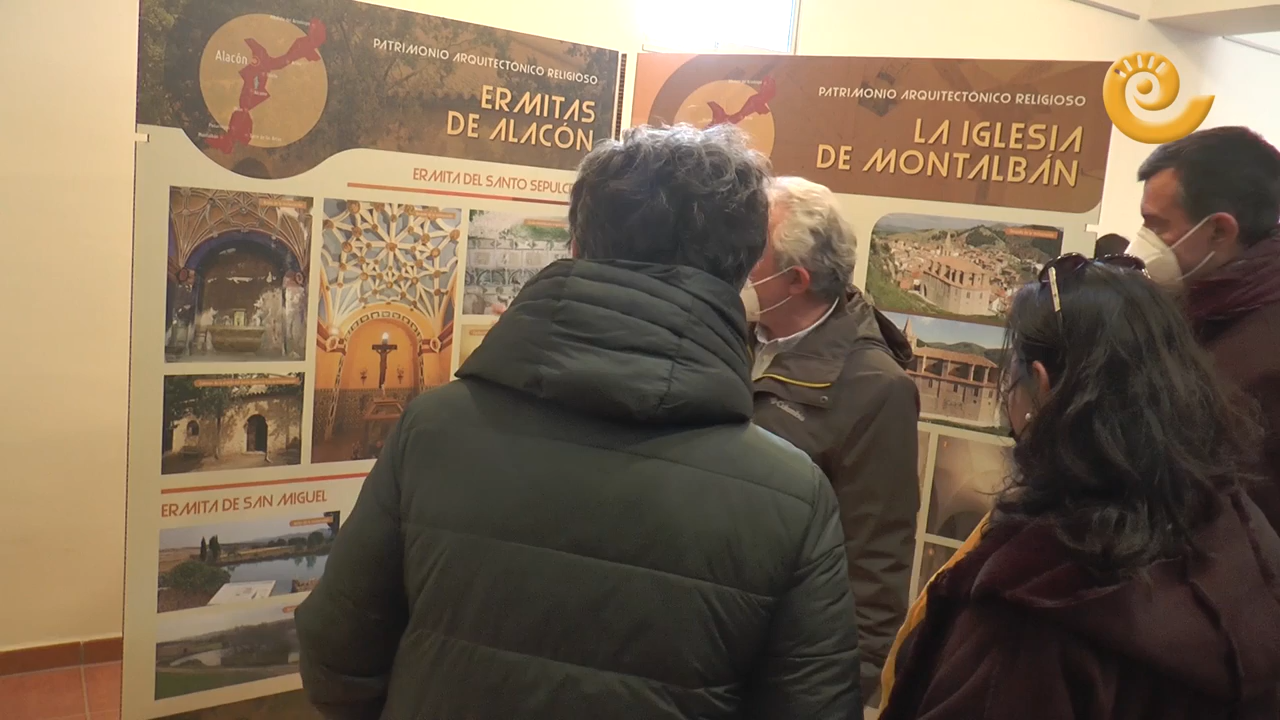 Alacón
PATRIMONIO ARQUITECTÓNICO RELIGIOSO
ERMITAS
DE ALACÓN
ERMITA DEL SANTO SEPULC
ERMITA DE SAN MIGUEL
PATRIMONIO ARQUITECTÓNICO RELIGIOSO
LA IGLESIA
DE MONTALBÁN
Columbia